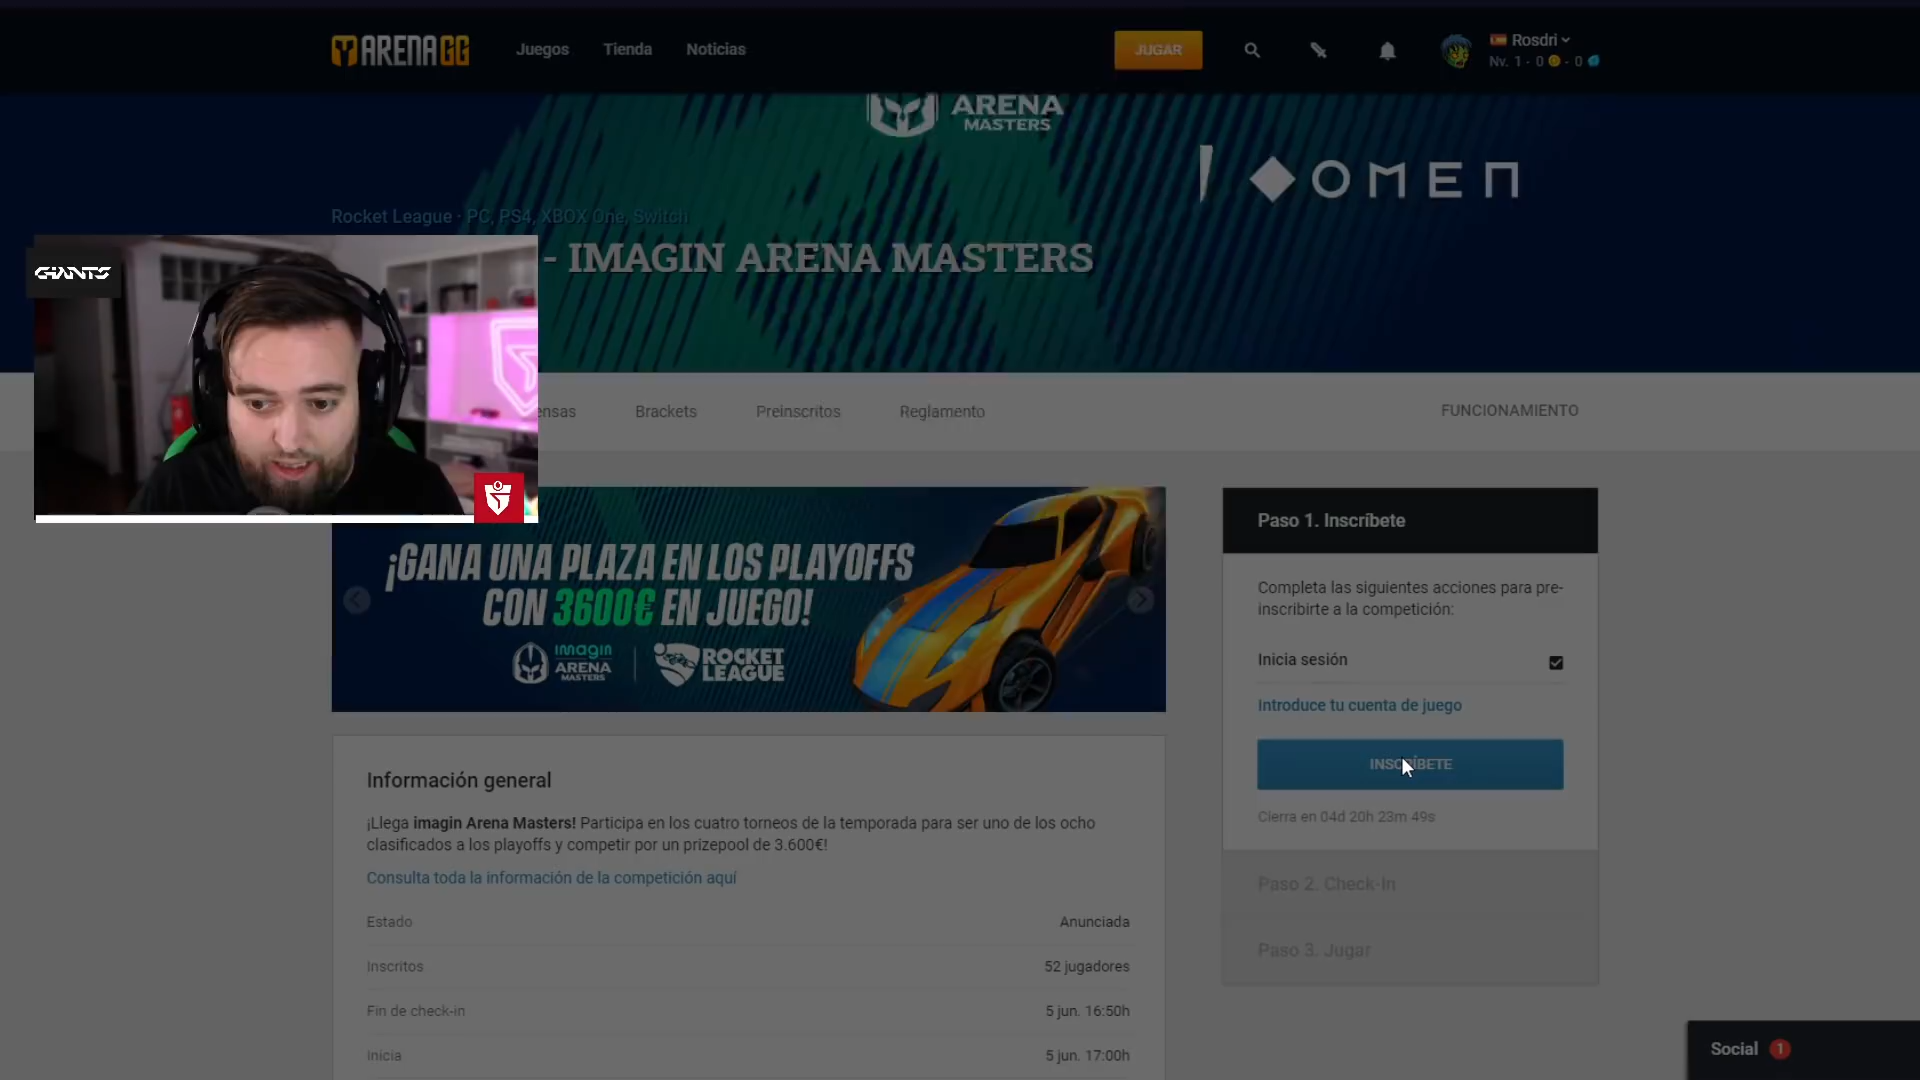 ARENA GG
Juegos
Tienda
Noticias
JUGAR
Rosdri
Nv. 1 - 0 - 0
ARENA
MASTERS
OMEN
Rocket League · PC, PS4, XBOX One, Switch
- IMAGIN ARENA MASTERS
GIANTS
ensas
Brackets
Preinscritos
Reglamento
FUNCIONAMIENTO
¡GANA UNA PLAZA EN LOS PLAYOFFS
CON 3600€ EN JUEGO!
imagin
ARENA
MASTERS
ROCKET
LEAGUE
Paso 1. Inscríbete
Completa las siguientes acciones para pre-
inscribirte a la competición:
Inicia sesión
Introduce tu cuenta de juego
INSCRÍBETE
Cierra en 04d 20h 23m 49s
Paso 2. Check-In
Paso 3. Jugar
Información general
¡Llega imagin Arena Masters! Participa en los cuatro torneos de la temporada para ser uno de los ocho
clasificados a los playoffs y competir por un prizepool de 3.600€!
Consulta toda la información de la competición aquí
Estado
Anunciada
Inscritos
52 jugadores
Fin de check-in
5 jun. 16:50h
Inicia
5 jun. 17:00h
Social 1